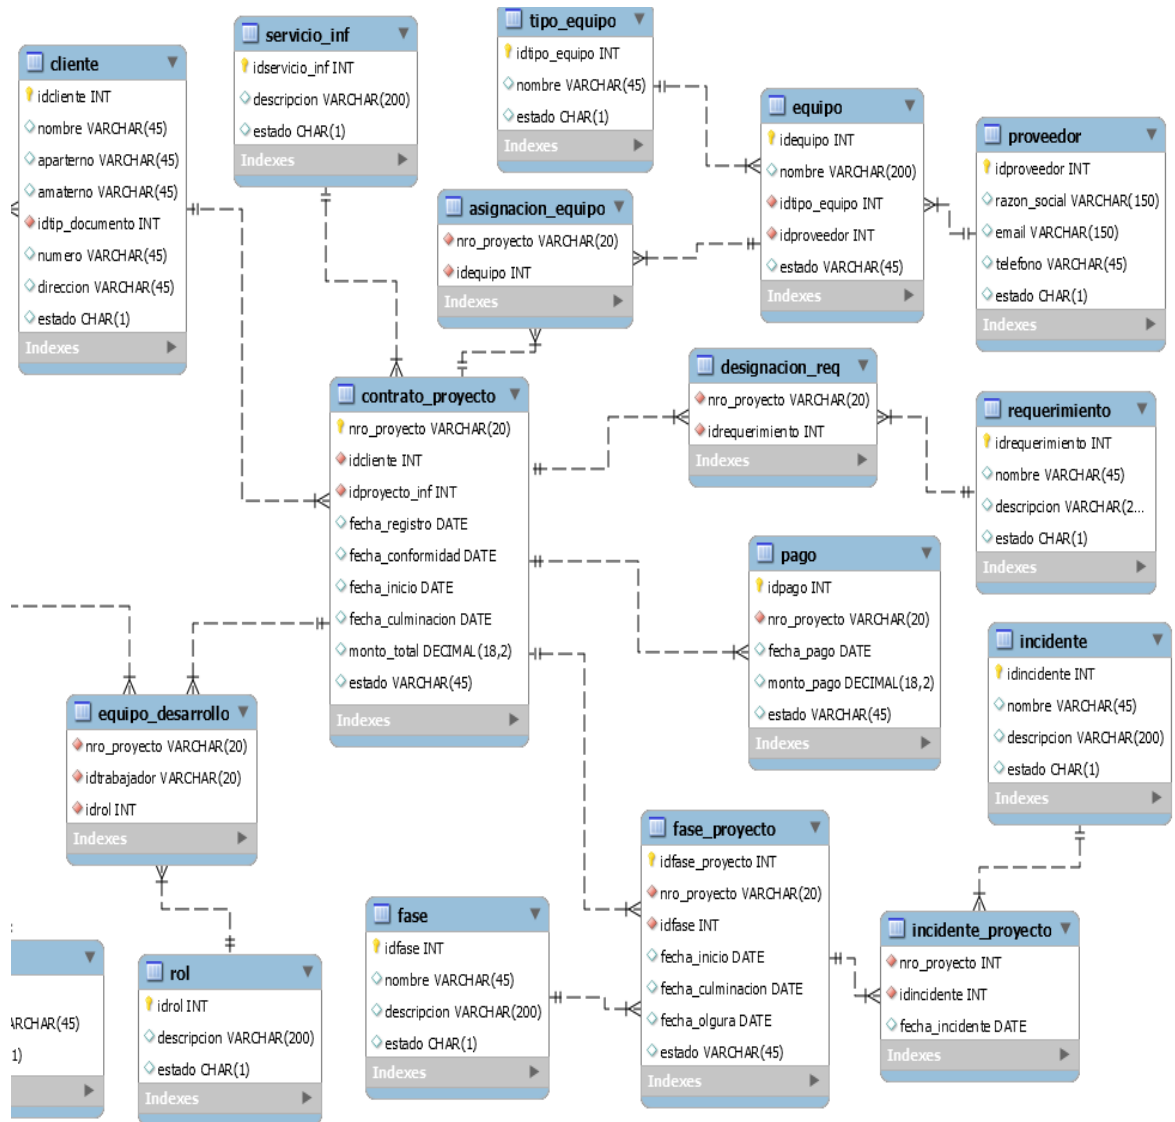 cliente
idcliente INT
nombre VARCHAR(45)
aparterno VARCHAR(45)
amaterno VARCHAR(45)
idtip_documento INT
numero VARCHAR(45)
direccion VARCHAR(45)
estado CHAR(1)
Indexes
servicio_inf
idservicio_inf INT
descripcion VARCHAR(200)
estado CHAR(1)
Indexes
tipo_equipo
idtipo_equipo INT
nombre VARCHAR(45)
estado CHAR(1)
Indexes
equipo
idequipo INT
nombre VARCHAR(200)
idtipo_equipo INT
idproveedor INT
estado VARCHAR(45)
Indexes
proveedor
idproveedor INT
razon_social VARCHAR(150)
email VARCHAR(150)
telefono VARCHAR(45)
estado CHAR(1)
Indexes
asignacion_equipo
nro_proyecto VARCHAR(20)
idequipo INT
Indexes
contrato_proyecto
nro_proyecto VARCHAR(20)
idcliente INT
idproyecto_inf INT
fecha_registro DATE
fecha_conformidad DATE
fecha_inicio DATE
fecha_culminacion DATE
monto_total DECIMAL(18,2)
estado VARCHAR(45)
Indexes
designacion_req
nro_proyecto VARCHAR(20)
idrequerimiento INT
Indexes
requerimiento
idrequerimiento INT
nombre VARCHAR(45)
descripcion VARCHAR(2...
estado CHAR(1)
Indexes
pago
idpago INT
nro_proyecto VARCHAR(20)
fecha_pago DATE
monto_pago DECIMAL(18,2)
estado VARCHAR(45)
Indexes
incidente
idincidente INT
nombre VARCHAR(45)
descripcion VARCHAR(200)
estado CHAR(1)
Indexes
equipo_desarrollo
nro_proyecto VARCHAR(20)
idtrabajador VARCHAR(20)
idrol INT
Indexes
fase_proyecto
idfase_proyecto INT
nro_proyecto VARCHAR(20)
idfase INT
fecha_inicio DATE
fecha_culminacion DATE
fecha_olgura DATE
estado VARCHAR(45)
Indexes
fase
idfase INT
nombre VARCHAR(45)
descripcion VARCHAR(200)
estado CHAR(1)
Indexes
incidente_proyecto
nro_proyecto INT
idincidente INT
fecha_incidente DATE
Indexes
rol
idrol INT
descripcion VARCHAR(200)
estado CHAR(1)
Indexes
ARCHAR(45)
1)